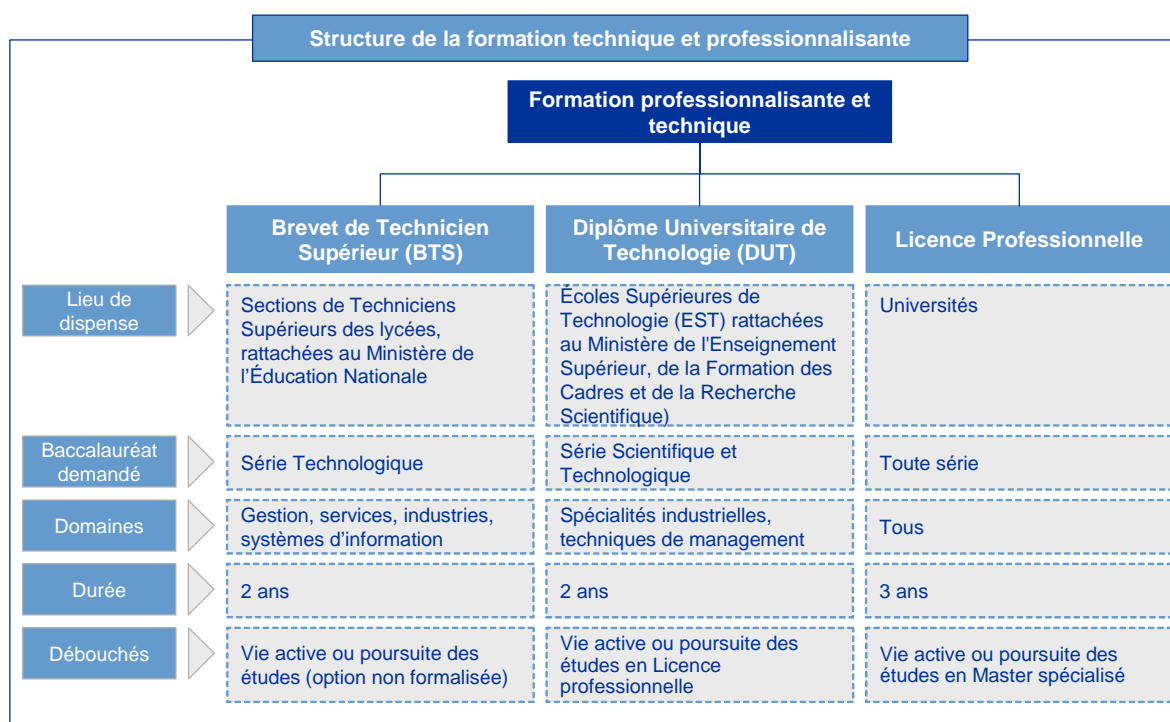 Structure de la formation technique et professionnalisante
Formation professionnalisante et
technique
Brevet de Technicien
Supérieur (BTS)
Diplôme Universitaire de
Technologie (DUT)
Licence Professionnelle
Lieu de
dispense
Sections de Techniciens
Supérieurs des lycées,
rattachées au Ministère de
l’Éducation Nationale
Écoles Supérieures de
Technologie (EST) rattachées
au Ministère de l'Enseignement
Supérieur, de la Formation des
Cadres et de la Recherche
Scientifique)
Universités
Baccalauréat
demandé
Série Technologique
Série Scientifique et
Technologique
Toute série
Domaines
Gestion, services, industries,
systèmes d’information
Spécialités industrielles,
techniques de management
Tous
Durée
2 ans
2 ans
3 ans
Débouchés
Vie active ou poursuite des
études (option non formalisée)
Vie active ou poursuite des
études en Licence
professionnelle
Vie active ou poursuite des
études en Master spécialisé